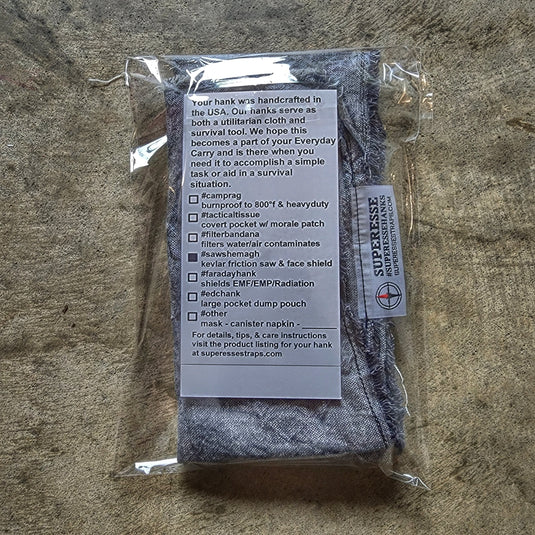 Your hank was handcrafted in
the USA. Our hanks serve as
both a utilitarian cloth and
survival tool. We hope this
becomes a part of your Everyday
Carry and is there when you
need it to accomplish a simple
task or aid in a survival
situation.
#camprag
burnproof to 800°f & heavyduty
#tacticaltissue
covert pocket w/ morale patch
#filterbandana
filters water/air contaminates
#sawshemagh
kevlar friction saw & face shield
#faradayhank
shields EMF/EMP/Radiation
#edchank
large pocket dump pouch
#other
mask - canister napkin - ________
For details, tips, & care instructions
visit the product listing for your hank
at superessestraps.com
SUPERESSE
#SUPERESSEHANKS
SUPERESSESTRAPS.COM